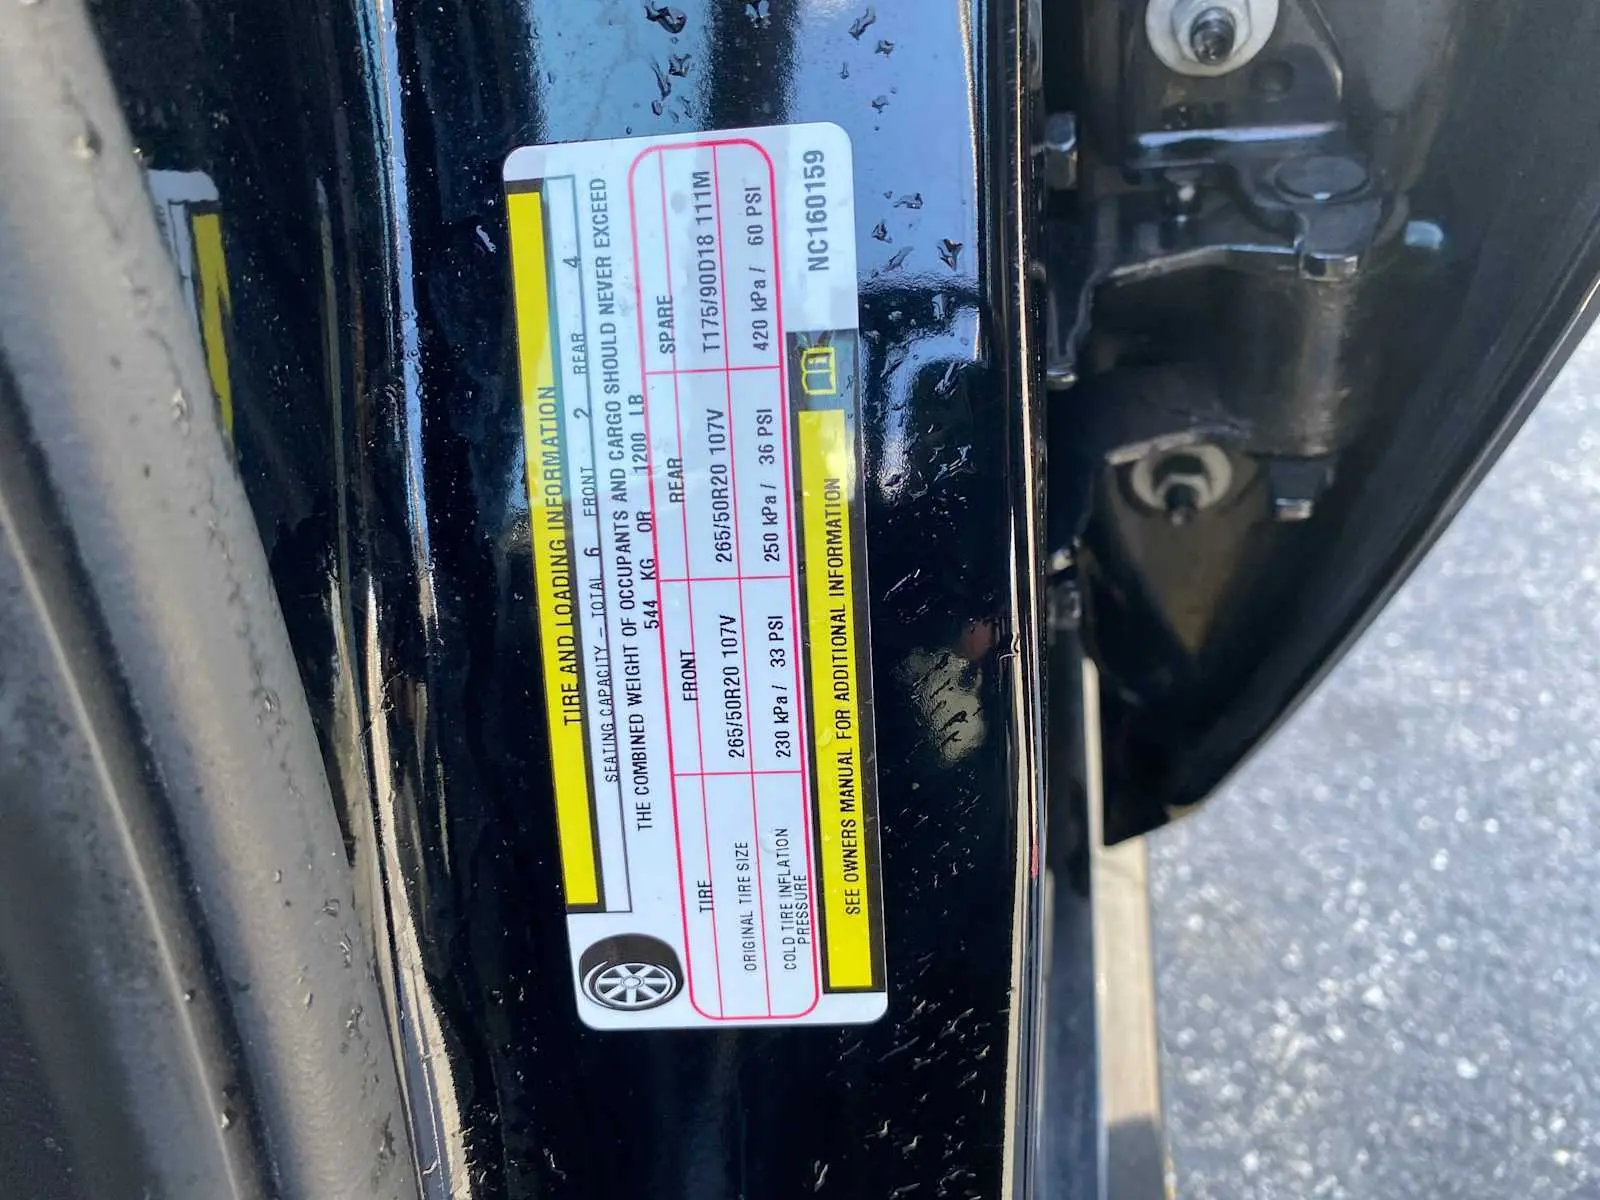 TIRE AND LOADING INFORMATION
SEATING CAPACITY – TOTAL 6 FRONT 2 REAR 4
THE COMBINED WEIGHT OF OCCUPANTS AND CARGO SHOULD NEVER EXCEED
544 KG OR 1200 LB
TIRE FRONT REAR SPARE
ORIGINAL TIRE SIZE 265/50R20 107V 265/50R20 107V T175/90D18 111M
COLD TIRE INFLATION
PRESSURE 230 kPa / 33 PSI 250 kPa / 36 PSI 420 kPa / 60 PSI
SEE OWNERS MANUAL FOR ADDITIONAL INFORMATION
NC160159